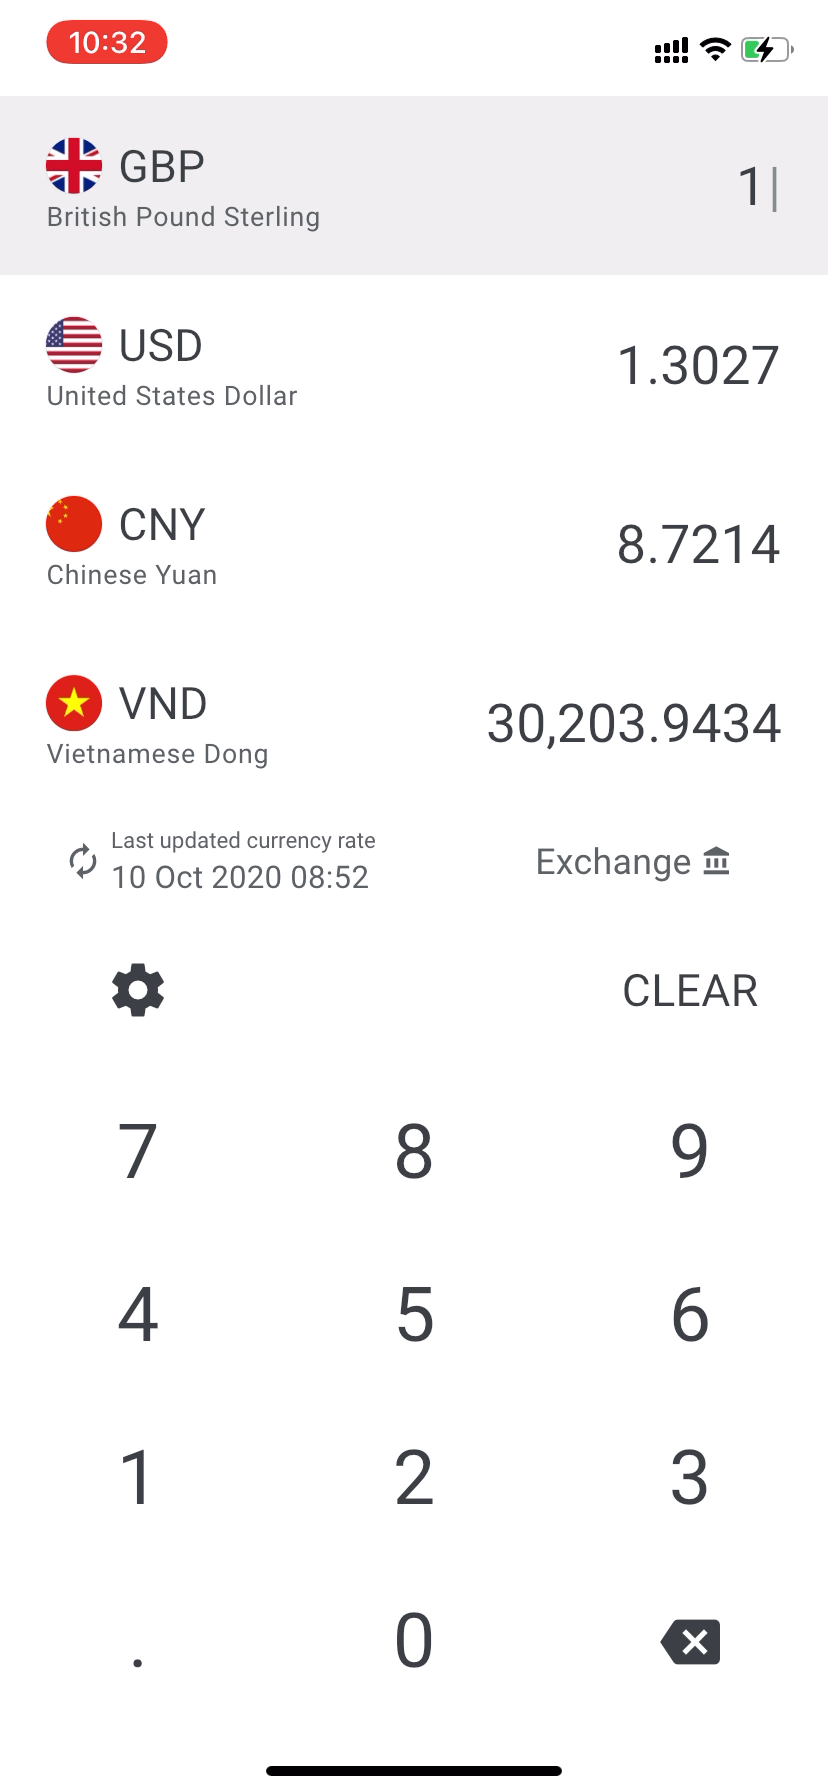 10:32
GBP
1
British Pound Sterling
USD
1.3027
United States Dollar
CNY
8.7214
Chinese Yuan
VND
30,203.9434
Vietnamese Dong
Last updated currency rate
10 Oct 2020 08:52
Exchange
CLEAR
7 8 9
4 5 6
1 2 3
. 0